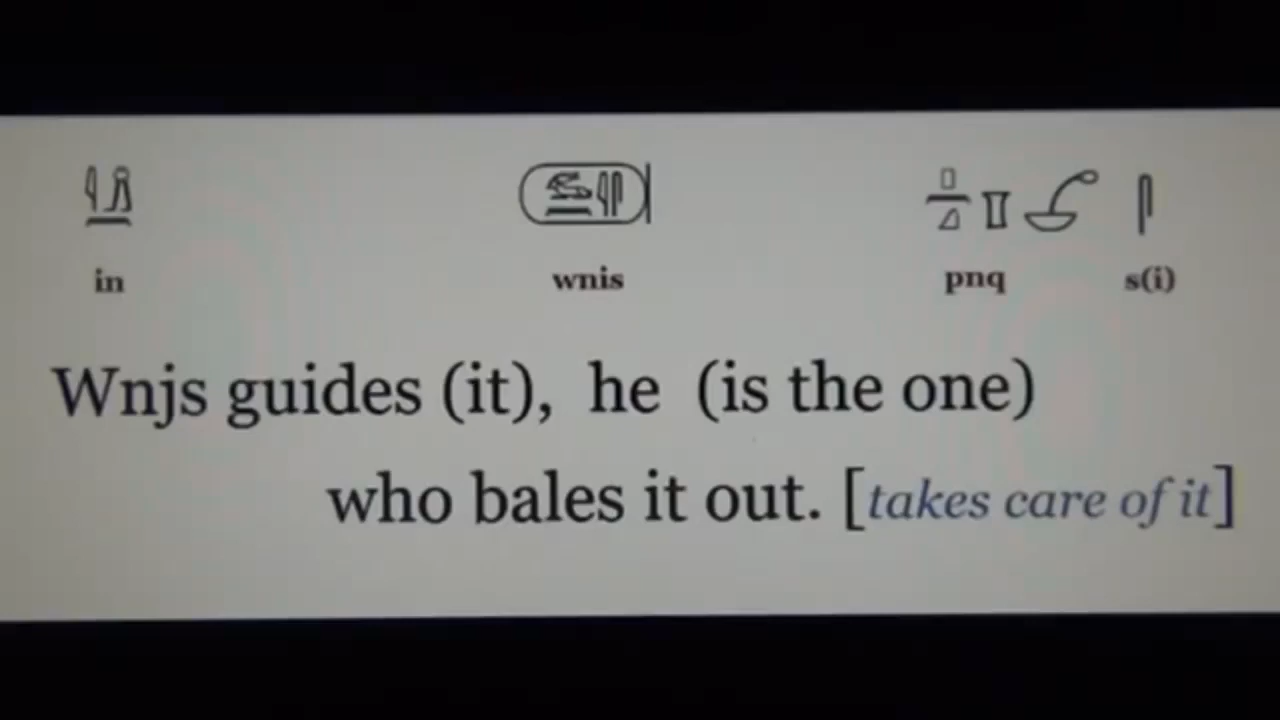 in wnis pnq s(i)
Wnjs guides (it), he (is the one)
who bales it out. [takes care of it]